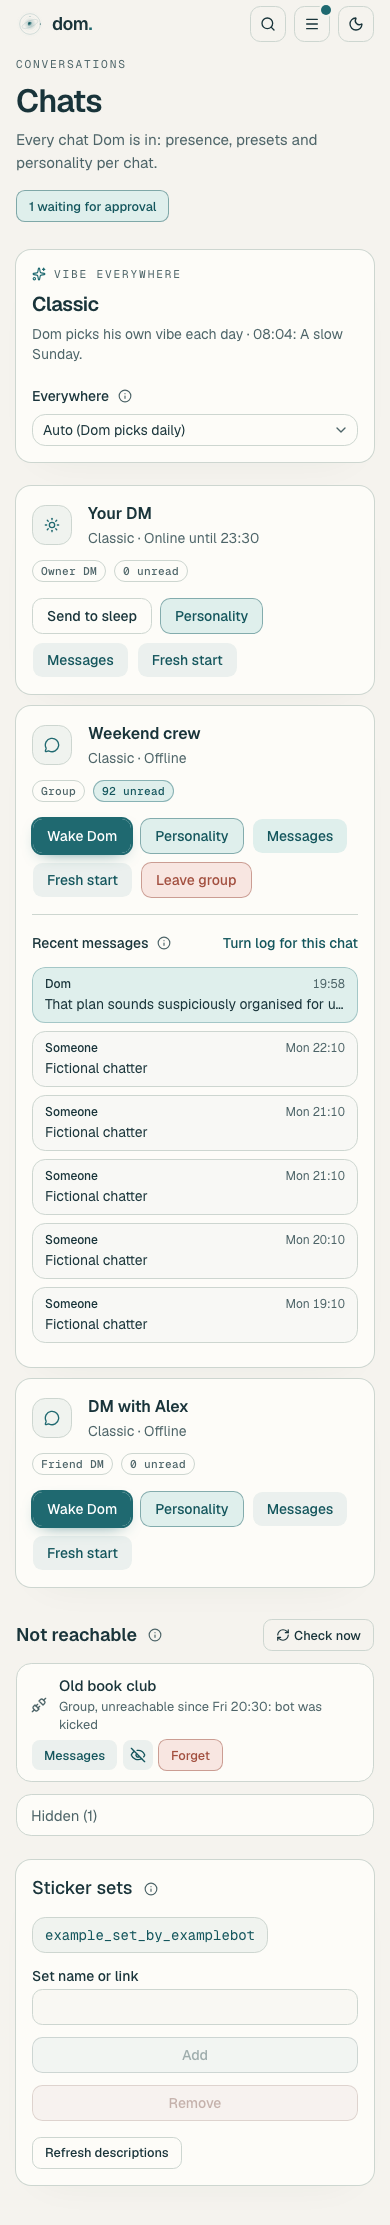 dom.
CONVERSATIONS
Chats
Every chat Dom is in: presence, presets and
personality per chat.
1 waiting for approval
VIBE EVERYWHERE
Classic
Dom picks his own vibe each day · 08:04: A slow
Sunday.
Everywhere
Auto (Dom picks daily)
Your DM
Classic · Online until 23:30
Owner DM 0 unread
Send to sleep Personality
Messages Fresh start
Weekend crew
Classic · Offline
Group 92 unread
Wake Dom Personality Messages
Fresh start Leave group
Recent messages Turn log for this chat
Dom 19:58
That plan sounds suspiciously organised for u...
Someone Mon 22:10
Fictional chatter
Someone Mon 21:10
Fictional chatter
Someone Mon 21:10
Fictional chatter
Someone Mon 20:10
Fictional chatter
Someone Mon 19:10
Fictional chatter
DM with Alex
Classic · Offline
Friend DM 0 unread
Wake Dom Personality Messages
Fresh start
Not reachable Check now
Old book club
Group, unreachable since Fri 20:30: bot was
kicked
Messages Forget
Hidden (1)
Sticker sets
example_set_by_examplebot
Set name or link
Add
Remove
Refresh descriptions